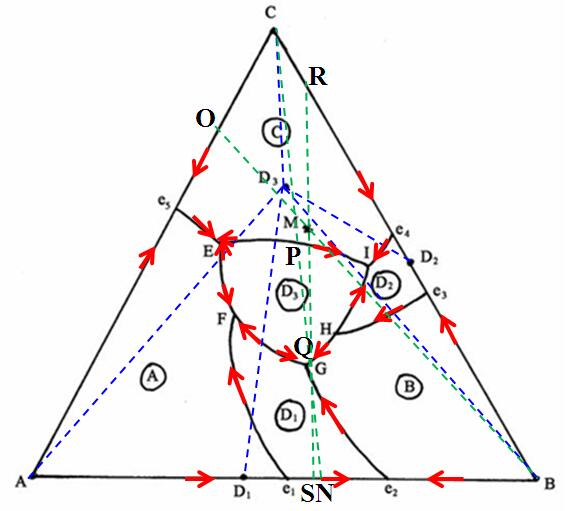 C
R
O
C
D₃
M
e₅
e₄
E
P
I
D₂
D₃
D₂
e₃
F
H
Q
G
A
B
D₁
A
D₁
e₁
SN
e₂
B